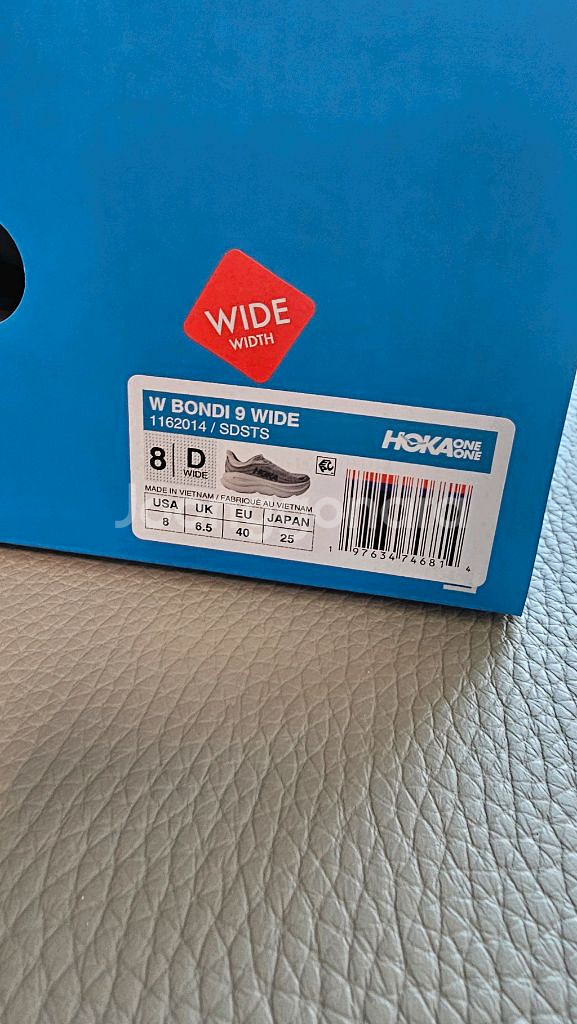 WIDE
WIDTH
W BONDI 9 WIDE
1162014 / SDSTS
HOKA ONE ONE
8 D
WIDE
HOKA
MADE IN VIETNAM / FABRIQUÉ AU VIETNAM
USA UK EU JAPAN
8 6.5 40 25
1 97634 74681 4